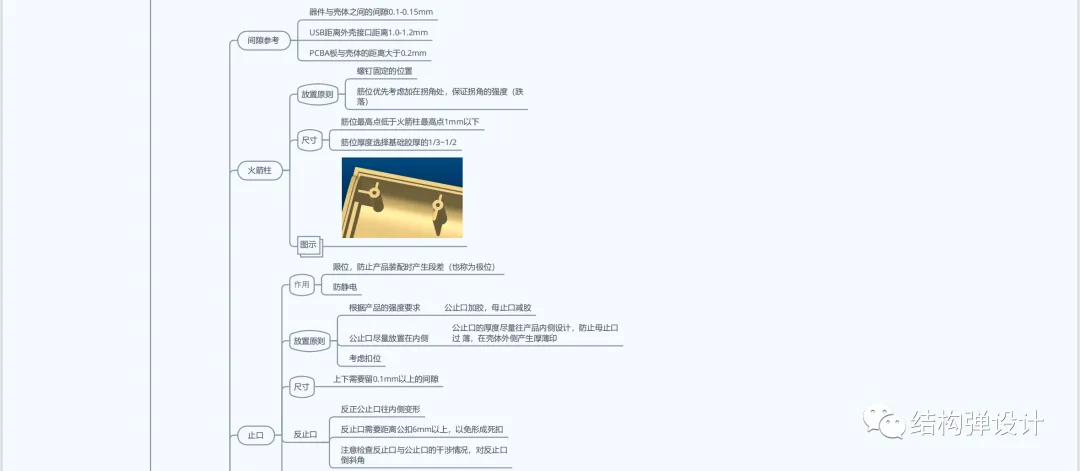 间隙参考
器件与壳体之间的间隙0.1-0.15mm
USB距离外壳接口距离1.0-1.2mm
PCBA板与壳体的距离大于0.2mm
火箭柱
放置原则
螺钉固定的位置
筋位优先考虑加在拐角处，保证拐角的强度（跌
落）
尺寸
筋位最高点低于火箭柱最高点1mm以下
筋位厚度选择基础胶厚的1/3~1/2
图示
止口
作用
限位，防止产品装配时产生段差（也称为极位）
防静电
放置原则
根据产品的强度要求
公止口加胶，母止口减胶
公止口尽量放置在内侧
公止口的厚度尽量往产品内侧设计，防止母止口
过 落，在壳体外侧产生厚薄印
考虑扣位
尺寸
上下需要留0.1mm以上的间隙
反止口
反正公止口往内侧变形
反止口需要距离公扣6mm以上，以免形成死扣
注意检查反止口与公止口的干涉情况，对反止口
倒斜角
结构弹设计